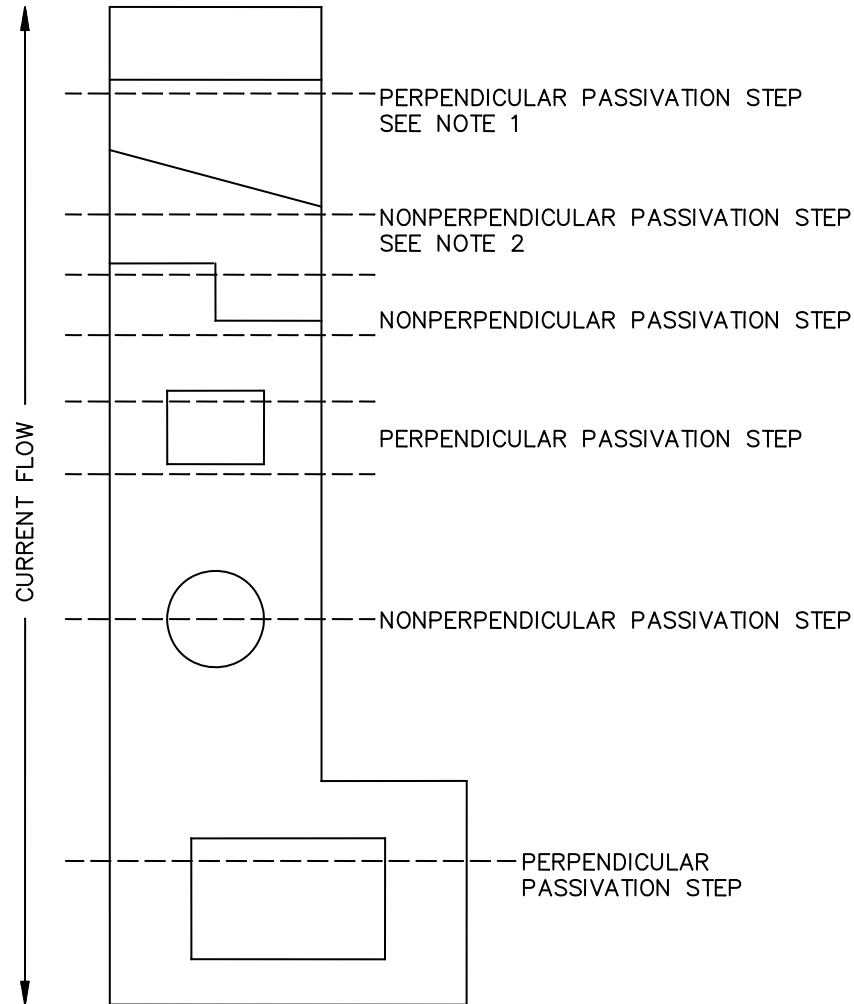 PERPENDICULAR PASSIVATION STEP
SEE NOTE 1
NONPERPENDICULAR PASSIVATION STEP
SEE NOTE 2
NONPERPENDICULAR PASSIVATION STEP
PERPENDICULAR PASSIVATION STEP
CURRENT FLOW
NONPERPENDICULAR PASSIVATION STEP
PERPENDICULAR
PASSIVATION STEP